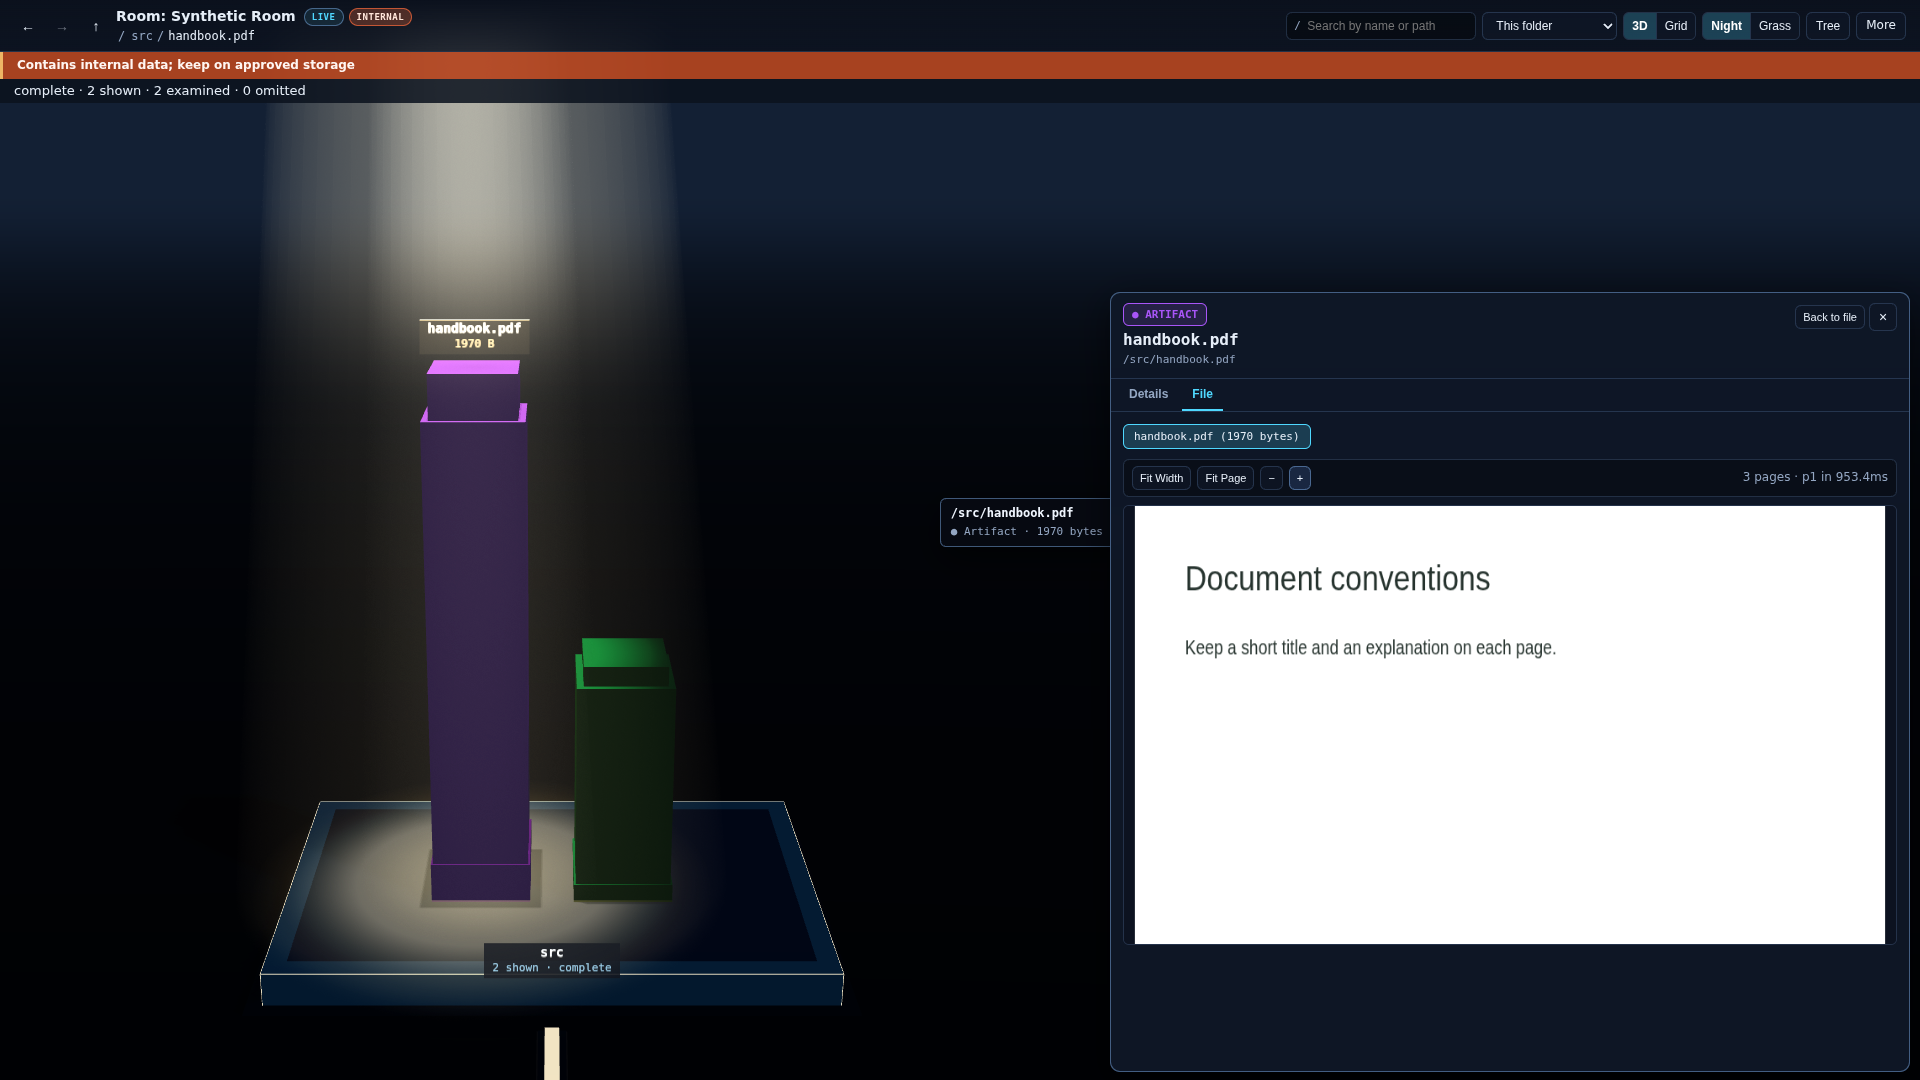 ← → ↑ Room: Synthetic Room LIVE INTERNAL
/ src / handbook.pdf
/ Search by name or path This folder 3D Grid Night Grass Tree More
Contains internal data; keep on approved storage
complete · 2 shown · 2 examined · 0 omitted
handbook.pdf
1970 B
src
2 shown · complete
/src/handbook.pdf
● Artifact · 1970 bytes
● ARTIFACT
handbook.pdf
/src/handbook.pdf
Back to file ×
Details File
handbook.pdf (1970 bytes)
Fit Width Fit Page − + 3 pages · p1 in 953.4ms
Document conventions
Keep a short title and an explanation on each page.